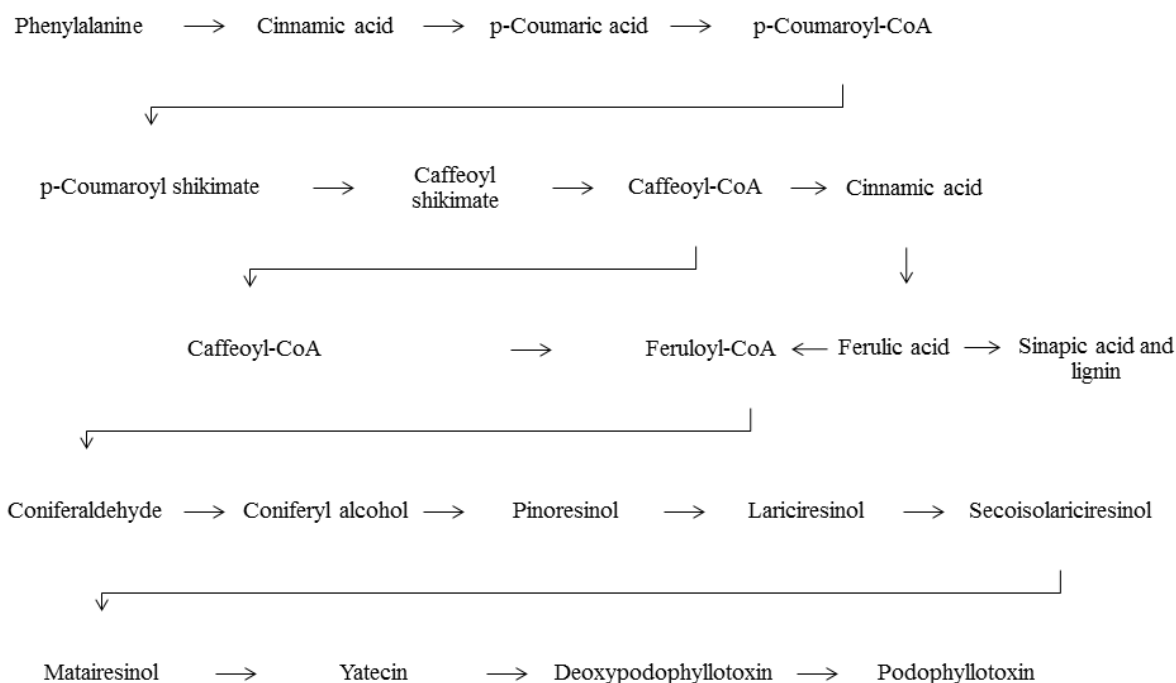 Phenylalanine Cinnamic acid p-Coumaric acid p-Coumaroyl-CoA
p-Coumaroyl shikimate Caffeoyl shikimate Caffeoyl-CoA Cinnamic acid
Caffeoyl-CoA Feruloyl-CoA Ferulic acid Sinapic acid and lignin
Coniferaldehyde Coniferyl alcohol Pinoresinol Lariciresinol Secoisolariciresinol
Matairesinol Yatecin Deoxypodophyllotoxin Podophyllotoxin